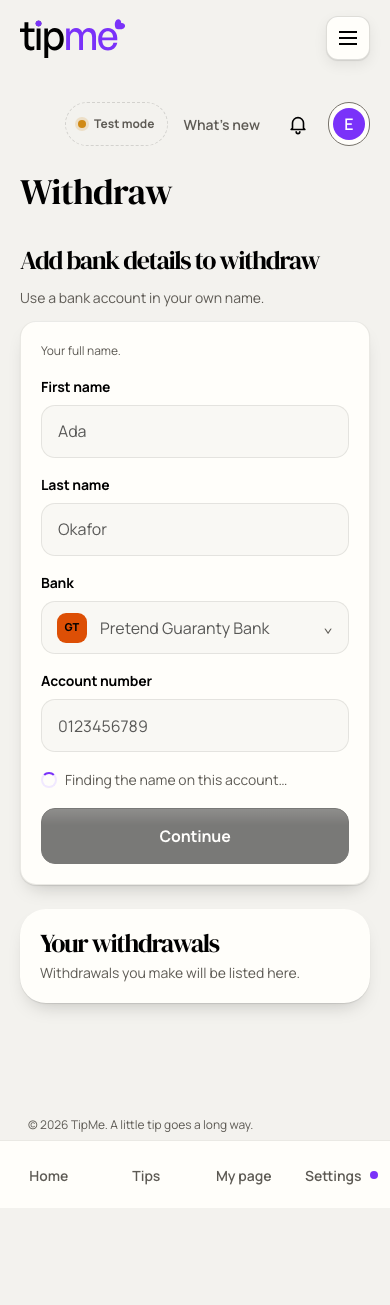 tipme
Test mode
What's new
E
Withdraw
Add bank details to withdraw
Use a bank account in your own name.
Your full name.
First name
Ada
Last name
Okafor
Bank
GT
Pretend Guaranty Bank
Account number
0123456789
Finding the name on this account…
Continue
Your withdrawals
Withdrawals you make will be listed here.
© 2026 TipMe. A little tip goes a long way.
Home
Tips
My page
Settings